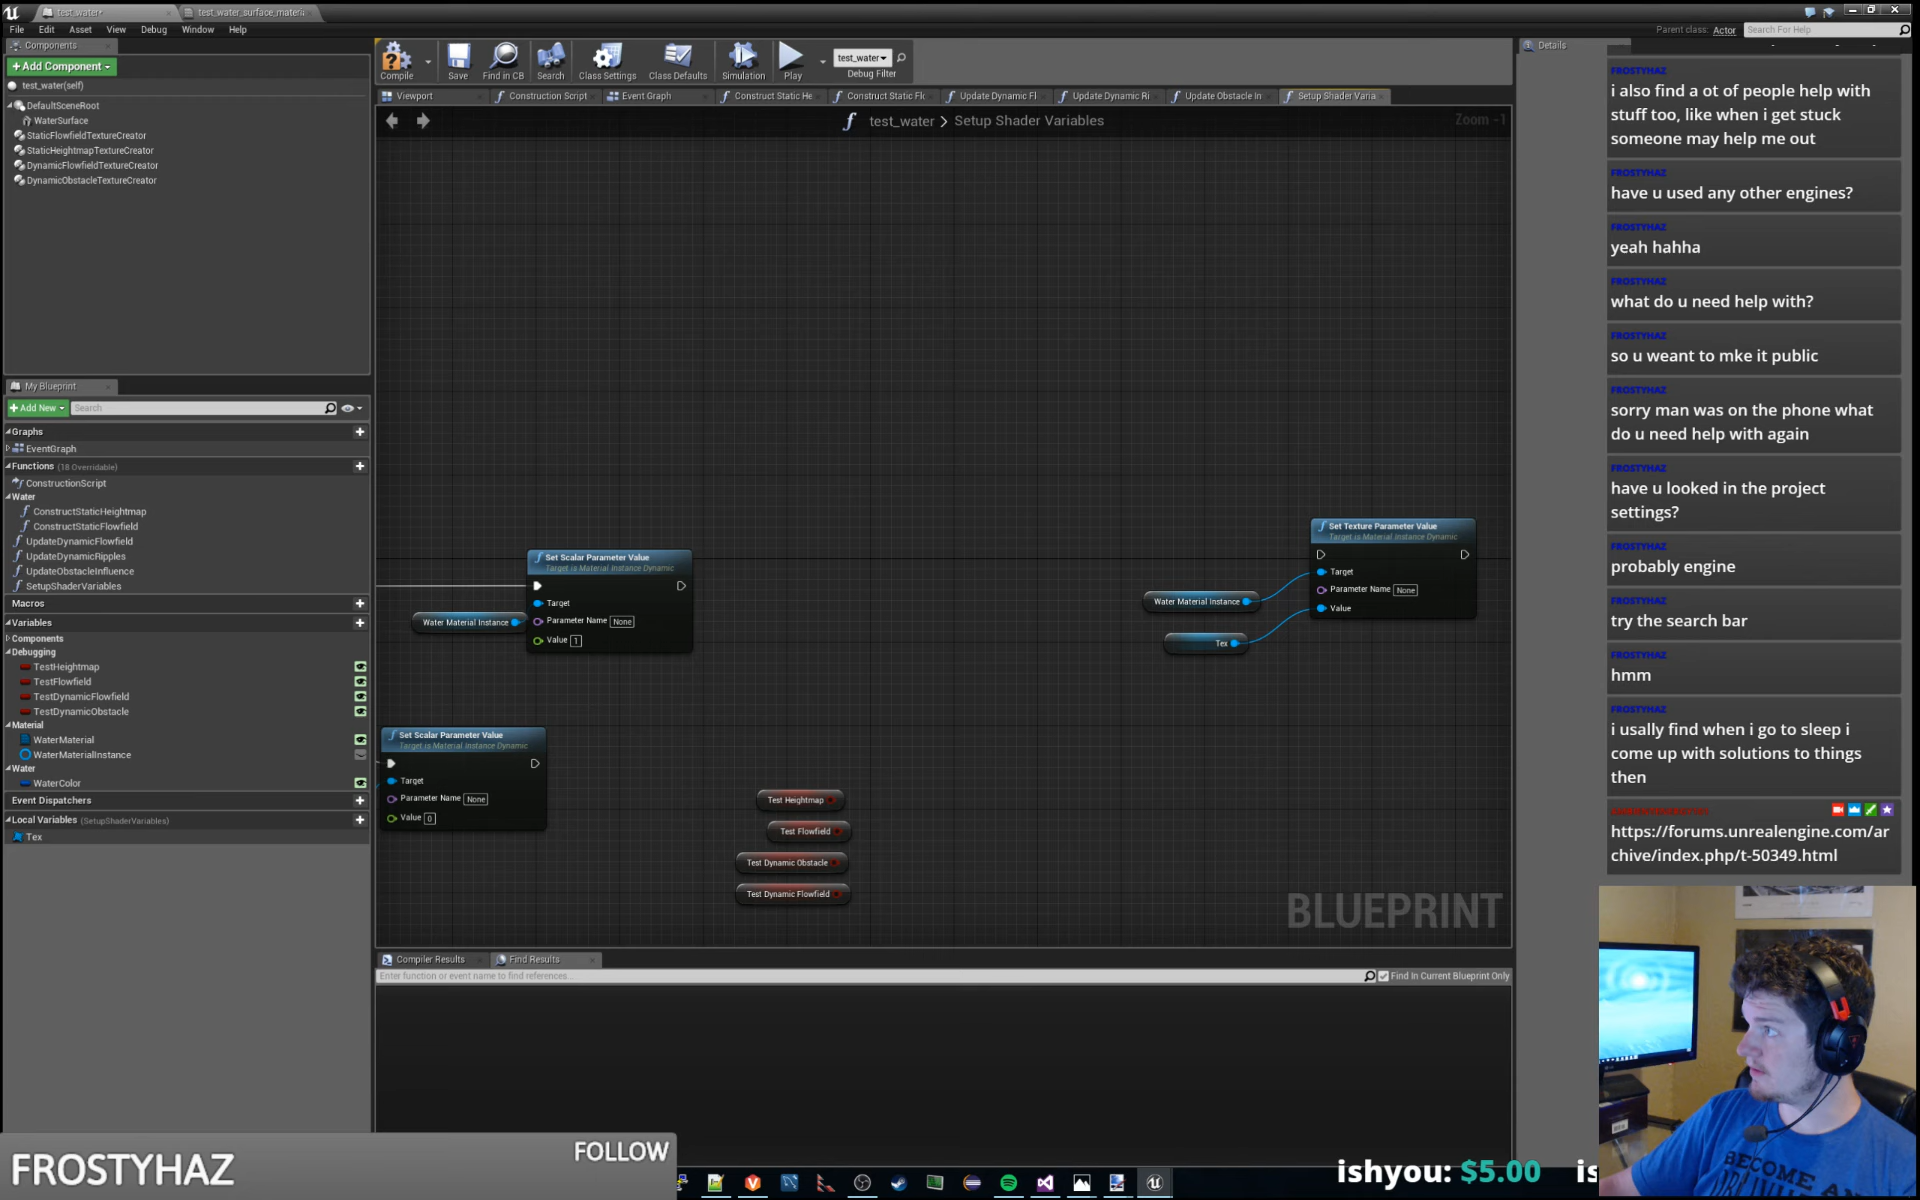 test_water*
test_water_surface_materi
File Edit Asset View Debug Window Help
Parent class: Actor
Search For Help
Components
+Add Component
test_water(self)
DefaultSceneRoot
WaterSurface
StaticFlowfieldTextureCreator
StaticHeightmapTextureCreator
DynamicFlowfieldTextureCreator
DynamicObstacleTextureCreator
Compile
Save
Find in CB
Search
Class Settings
Class Defaults
Simulation
Play
test_water
Debug Filter
Viewport
Construction Script
Event Graph
Construct Static He
Construct Static Flo
Update Dynamic Fl
Update Dynamic Ri
Update Obstacle In
Setup Shader Varia
test_water > Setup Shader Variables
Zoom -1
Set Scalar Parameter Value
Target is Material Instance Dynamic
Target
Parameter Name None
Value 1
Water Material Instance
Set Texture Parameter Value
Target is Material Instance Dynamic
Target
Parameter Name None
Value
Water Material Instance
Tex
Set Scalar Parameter Value
Target is Material Instance Dynamic
Target
Parameter Name None
Value 0
Test Heightmap
Test Flowfield
Test Dynamic Obstacle
Test Dynamic Flowfield
BLUEPRINT
My Blueprint
+Add New
Search
Graphs
EventGraph
Functions (18 Overridable)
ConstructionScript
Water
ConstructStaticHeightmap
ConstructStaticFlowfield
UpdateDynamicFlowfield
UpdateDynamicRipples
UpdateObstacleInfluence
SetupShaderVariables
Macros
Variables
Components
Debugging
TestHeightmap
TestFlowfield
TestDynamicFlowfield
TestDynamicObstacle
Material
WaterMaterial
WaterMaterialInstance
Water
WaterColor
Event Dispatchers
Local Variables (SetupShaderVariables)
Tex
Compiler Results
Find Results
Enter function or event name to find references...
Find In Current Blueprint Only
Details
FROSTYHAZ
i also find a ot of people help with
stuff too, like when i get stuck
someone may help me out
FROSTYHAZ
have u used any other engines?
FROSTYHAZ
yeah hahha
FROSTYHAZ
what do u need help with?
FROSTYHAZ
so u weant to mke it public
FROSTYHAZ
sorry man was on the phone what
do u need help with again
FROSTYHAZ
have u looked in the project
settings?
FROSTYHAZ
probably engine
FROSTYHAZ
try the search bar
FROSTYHAZ
hmm
FROSTYHAZ
i usally find when i go to sleep i
come up with solutions to things
then
https://forums.unrealengine.com/ar
chive/index.php/t-50349.html
BECOME AN
FROSTYHAZ
FOLLOW
ishyou: $5.00 is